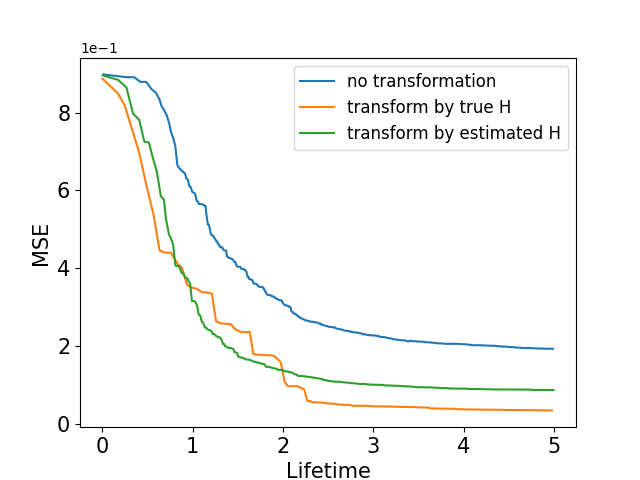 1e−1
no transformation
transform by true H
transform by estimated H
MSE
8
6
4
2
0
0 1 2 3 4 5
Lifetime